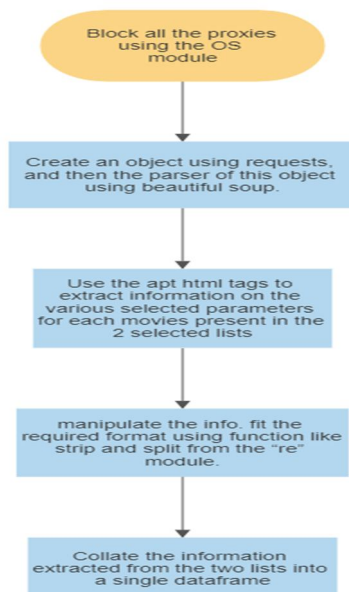 Block all the proxies
using the OS
module
Create an object using requests,
and then the parser of this object
using beautiful soup.
Use the apt html tags to
extract information on the
various selected parameters
for each movies present in the
2 selected lists
manipulate the info. fit the
required format using function like
strip and split from the “re”
module.
Collate the information
extracted from the two lists into
a single dataframe